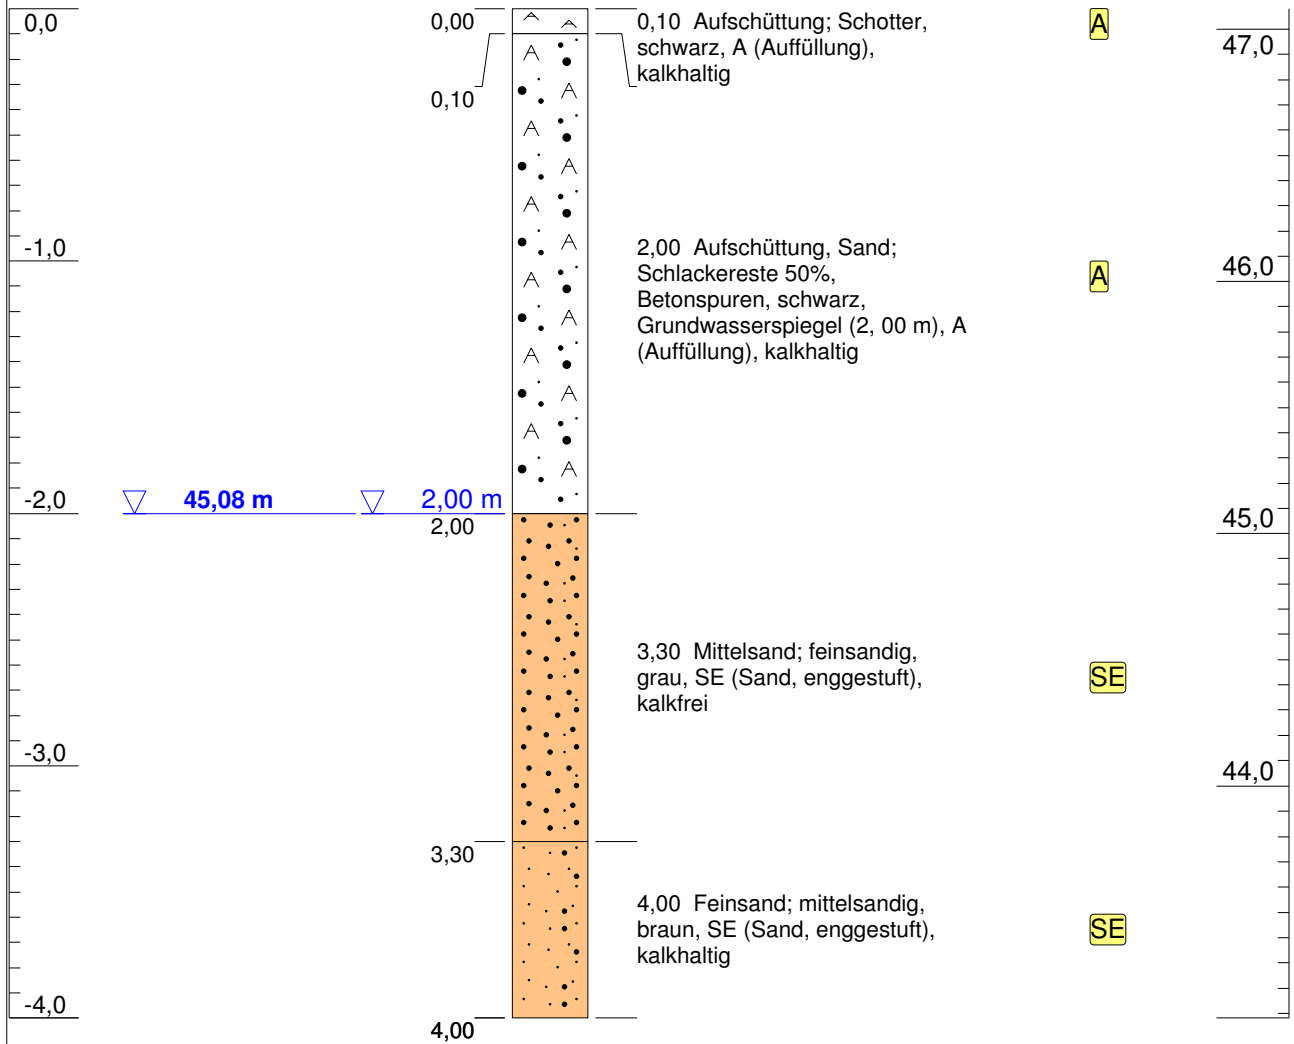 0,0
0,00
0,10 Aufschüttung; Schotter,
schwarz, A (Auffüllung),
kalkhaltig
A
47,0
0,10
-1,0
2,00 Aufschüttung, Sand;
Schlackereste 50%,
Betonspuren, schwarz,
Grundwasserspiegel (2, 00 m), A
(Auffüllung), kalkhaltig
A
46,0
-2,0
45,08 m
2,00 m
2,00
45,0
3,30 Mittelsand; feinsandig,
grau, SE (Sand, enggestuft),
kalkfrei
SE
-3,0
44,0
3,30
4,00 Feinsand; mittelsandig,
braun, SE (Sand, enggestuft),
kalkhaltig
SE
-4,0
4,00